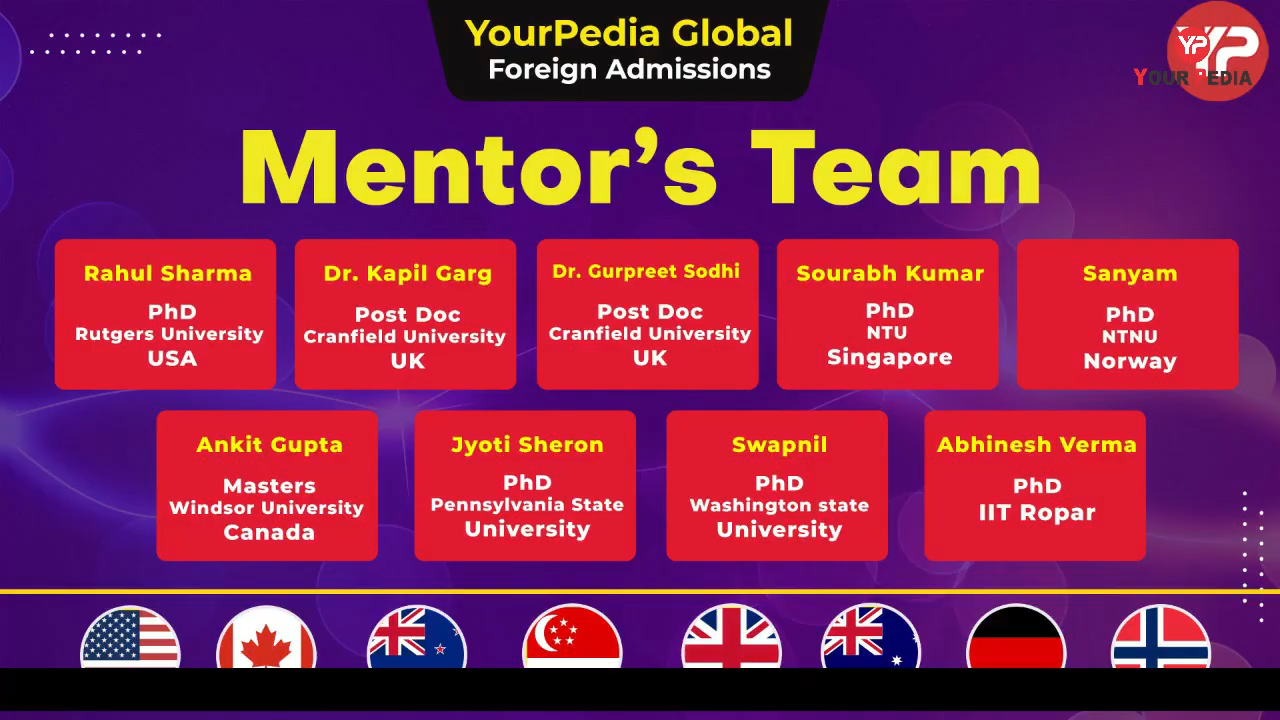 YourPedia Global
Foreign Admissions
YP
YP
YOUR PEDIA
Mentor's Team
Rahul Sharma
PhD
Rutgers University
USA
Dr. Kapil Garg
Post Doc
Cranfield University
UK
Dr. Gurpreet Sodhi
Post Doc
Cranfield University
UK
Sourabh Kumar
PhD
NTU
Singapore
Sanyam
PhD
NTNU
Norway
Ankit Gupta
Masters
Windsor University
Canada
Jyoti Sheron
PhD
Pennsylvania State
University
Swapnil
PhD
Washington state
University
Abhinesh Verma
PhD
IIT Ropar